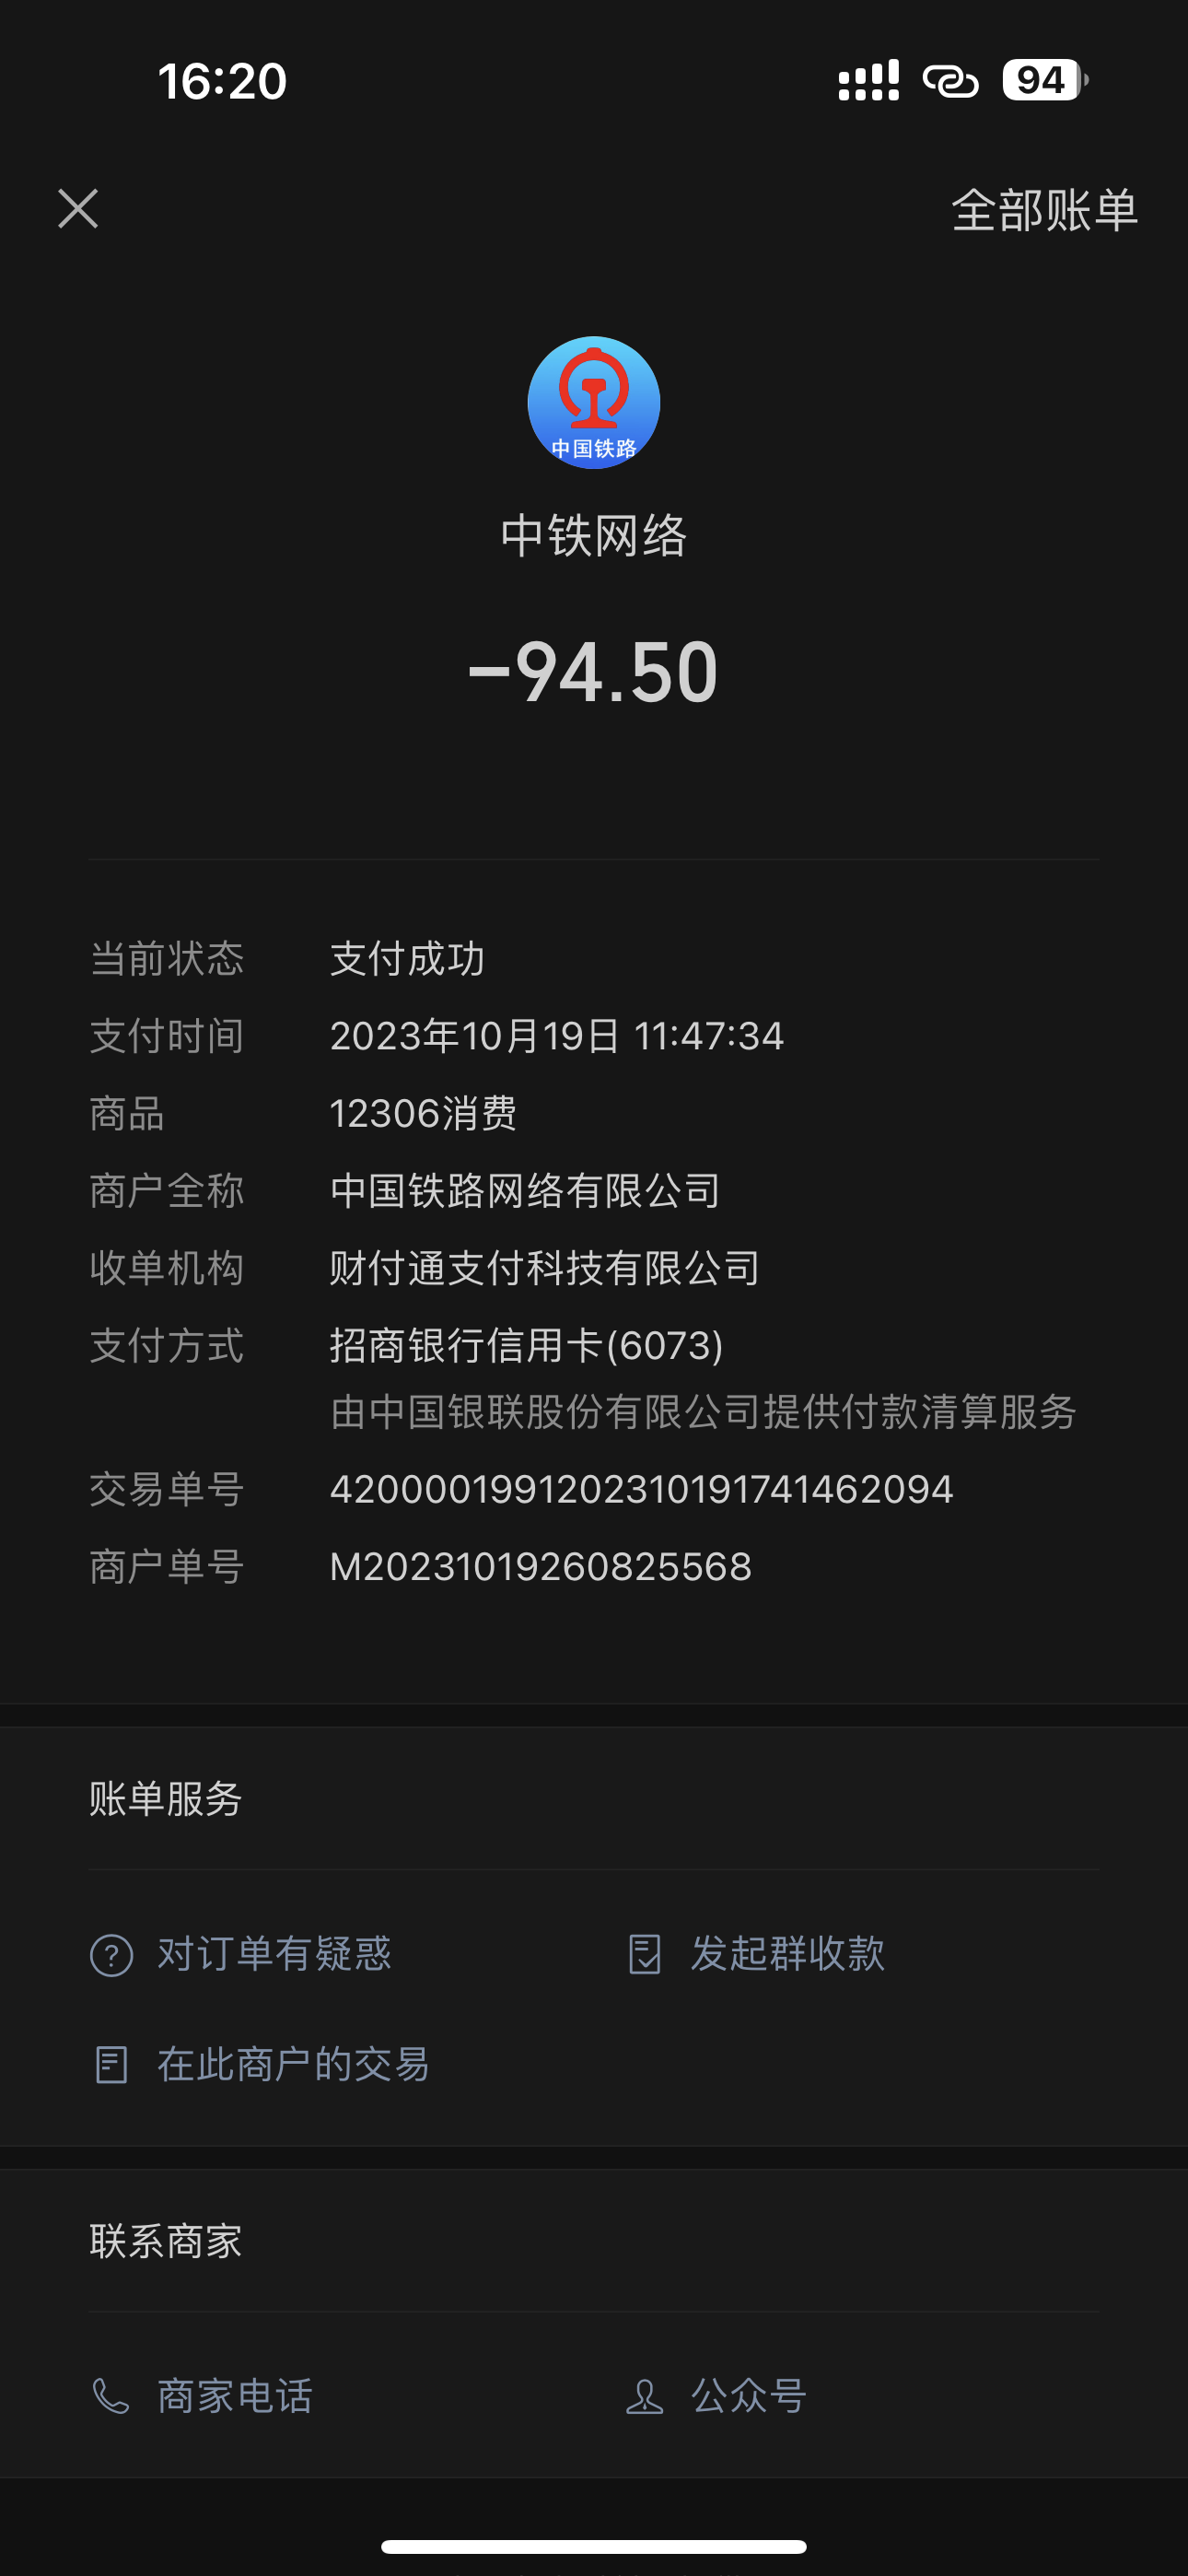 16:20
94
全部账单
中国铁路
中铁网络
-94.50
当前状态 支付成功
支付时间 2023年10月19日 11:47:34
商品 12306消费
商户全称 中国铁路网络有限公司
收单机构 财付通支付科技有限公司
支付方式 招商银行信用卡(6073)
由中国银联股份有限公司提供付款清算服务
交易单号 4200001991202310191741462094
商户单号 M20231019260825568
账单服务
对订单有疑惑 发起群收款
在此商户的交易
联系商家
商家电话 公众号